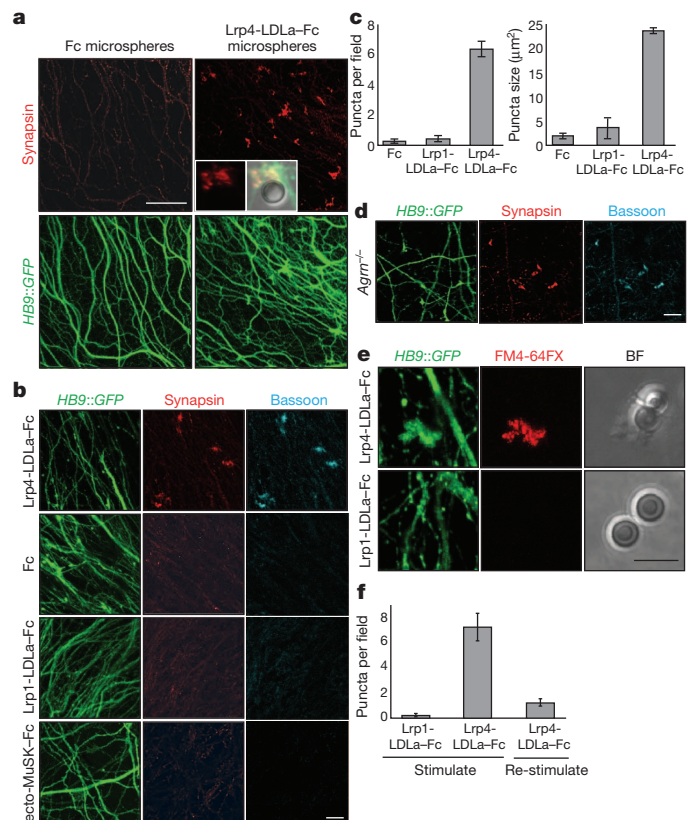 a
Fc microspheres
Lrp4-LDLa–Fc
microspheres
Synapsin
HB9::GFP
b
HB9::GFP
Synapsin
Bassoon
Lrp4-LDLa–Fc
Fc
Lrp1-LDLa–Fc
ecto-MuSK–Fc
c
Puncta per field
8
6
4
2
0
Fc
Lrp1-
LDLa–Fc
Lrp4-
LDLa–Fc
Puncta size (µm²)
25
20
15
10
5
0
Fc
Lrp1-
LDLa-Fc
Lrp4-
LDLa–Fc
d
HB9::GFP
Synapsin
Bassoon
Agrn⁻/⁻
e
HB9::GFP
FM4-64FX
BF
Lrp4-LDLa–Fc
Lrp1-LDLa–Fc
f
Puncta per field
8
6
4
2
0
Lrp1-
LDLa–Fc
Lrp4-
LDLa–Fc
Lrp4-
LDLa–Fc
Stimulate
Re-stimulate